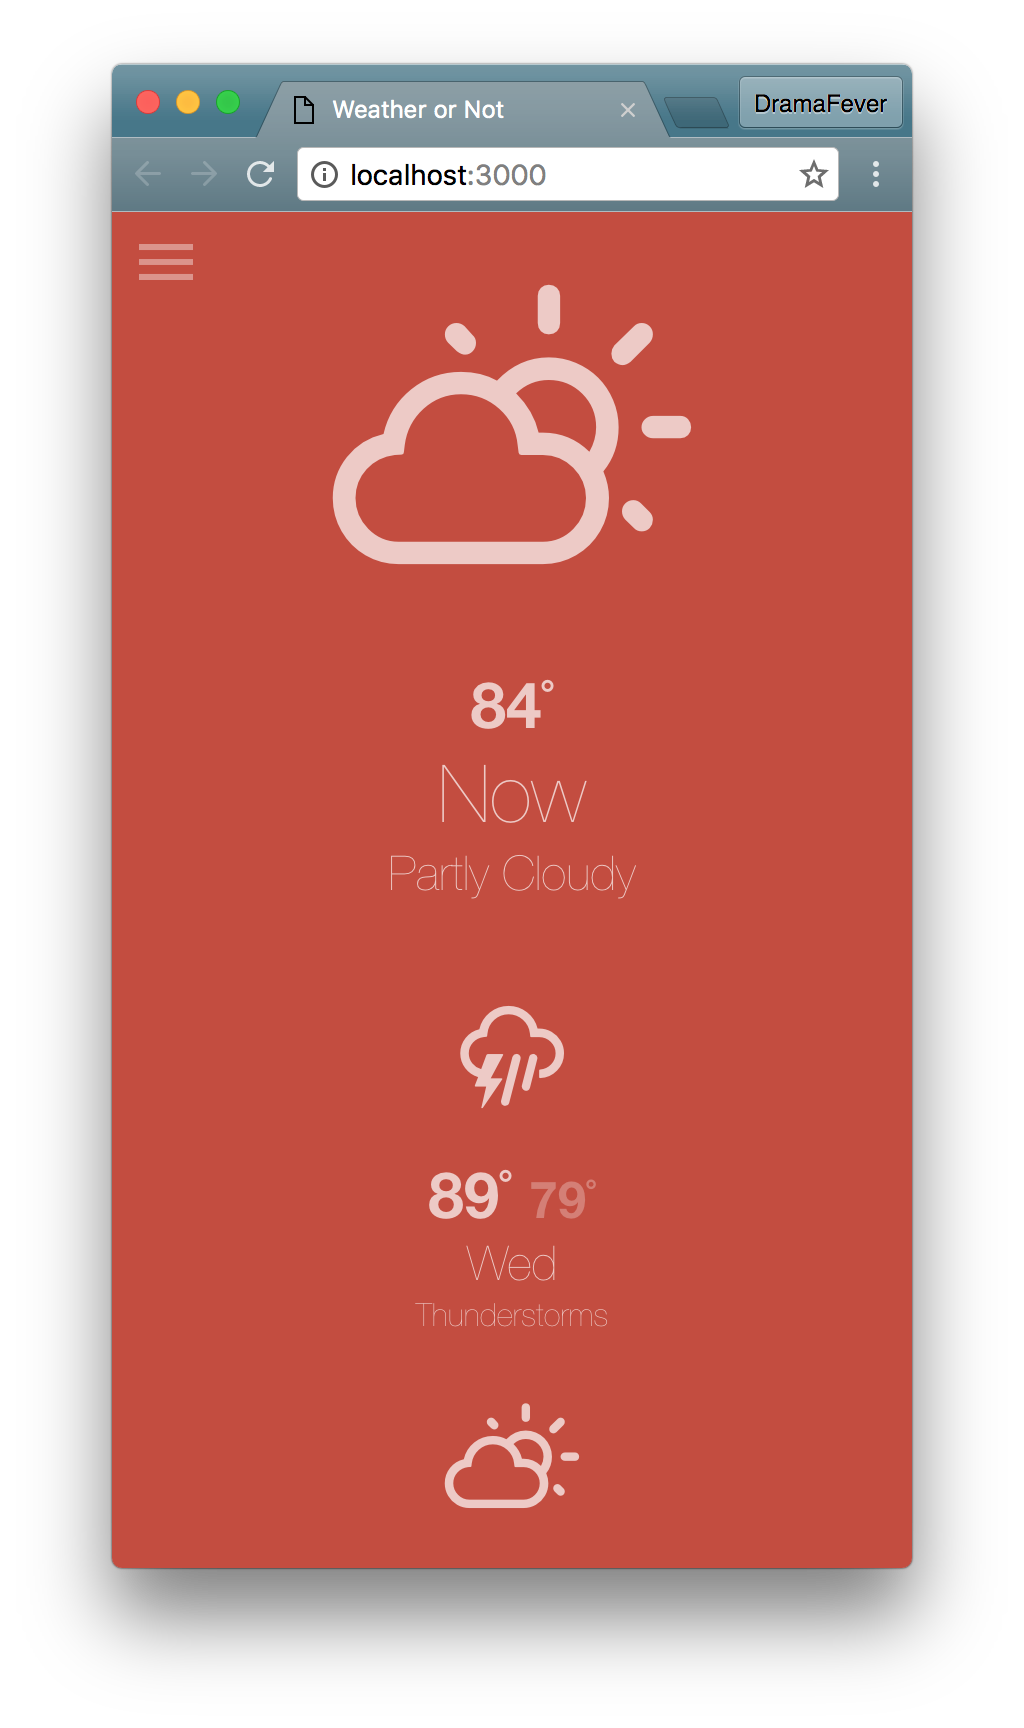 Weather or Not
DramaFever
localhost:3000
84°
Now
Partly Cloudy
89° 79°
Wed
Thunderstorms